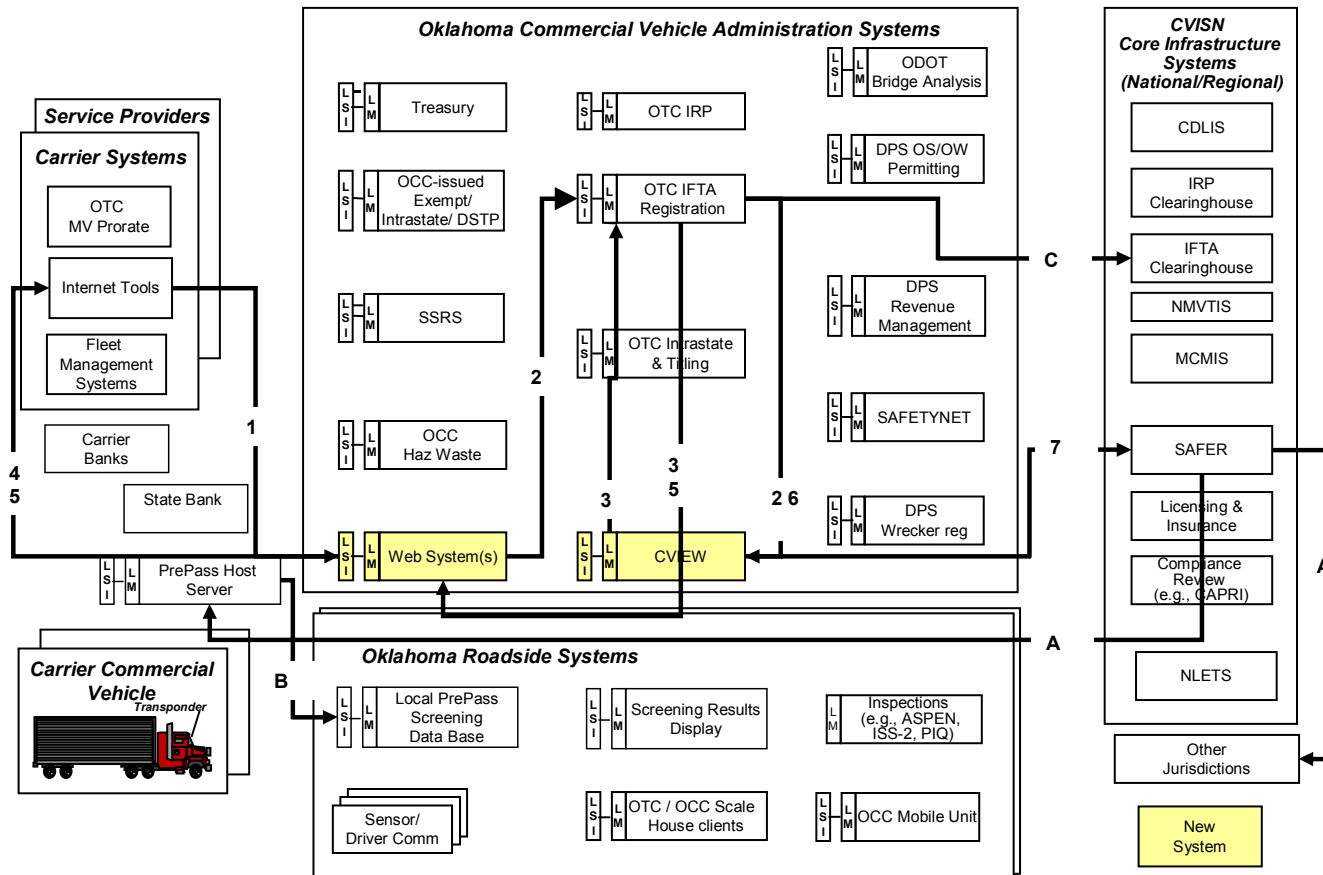 Oklahoma Commercial Vehicle Administration Systems
CVISN
Core Infrastructure
Systems
(National/Regional)
Service Providers
Carrier Systems
OTC
MV Prorate
Internet Tools
Fleet
Management
Systems
Carrier
Banks
State Bank
4
5
1
L
S
I
L
M
PrePass Host
Server
L
S
I
L
M
Treasury
L
S
I
L
M
OCC-issued
Exempt/
Intrastate/ DSTP
L
S
I
L
M
SSRS
L
S
I
L
M
OCC
Haz Waste
L
S
I
L
M
Web System(s)
2
L
S
I
L
M
OTC IRP
L
S
I
L
M
OTC IFTA
Registration
L
S
I
L
M
OTC Intrastate
& Titling
3
3
5
2 6
L
S
I
L
M
CVIEW
L
S
I
L
M
ODOT
Bridge Analysis
L
S
I
L
M
DPS OS/OW
Permitting
L
S
I
L
M
DPS
Revenue
Management
L
S
I
L
M
SAFETYNET
L
S
I
L
M
DPS
Wrecker reg
C
7
A
CDLIS
IRP
Clearinghouse
IFTA
Clearinghouse
NMVTIS
MCMIS
SAFER
Licensing &
Insurance
Compliance
Review
(e.g., CAPRI)
NLETS
Other
Jurisdictions
New
System
Carrier Commercial
Vehicle
Transponder
B
Oklahoma Roadside Systems
L
S
I
L
M
Local PrePass
Screening
Data Base
L
S
I
L
M
Screening Results
Display
L
M
Inspections
(e.g., ASPEN,
ISS-2, PIQ)
Sensor/
Driver Comm
L
S
I
L
M
OTC / OCC Scale
House clients
L
S
I
L
M
OCC Mobile Unit